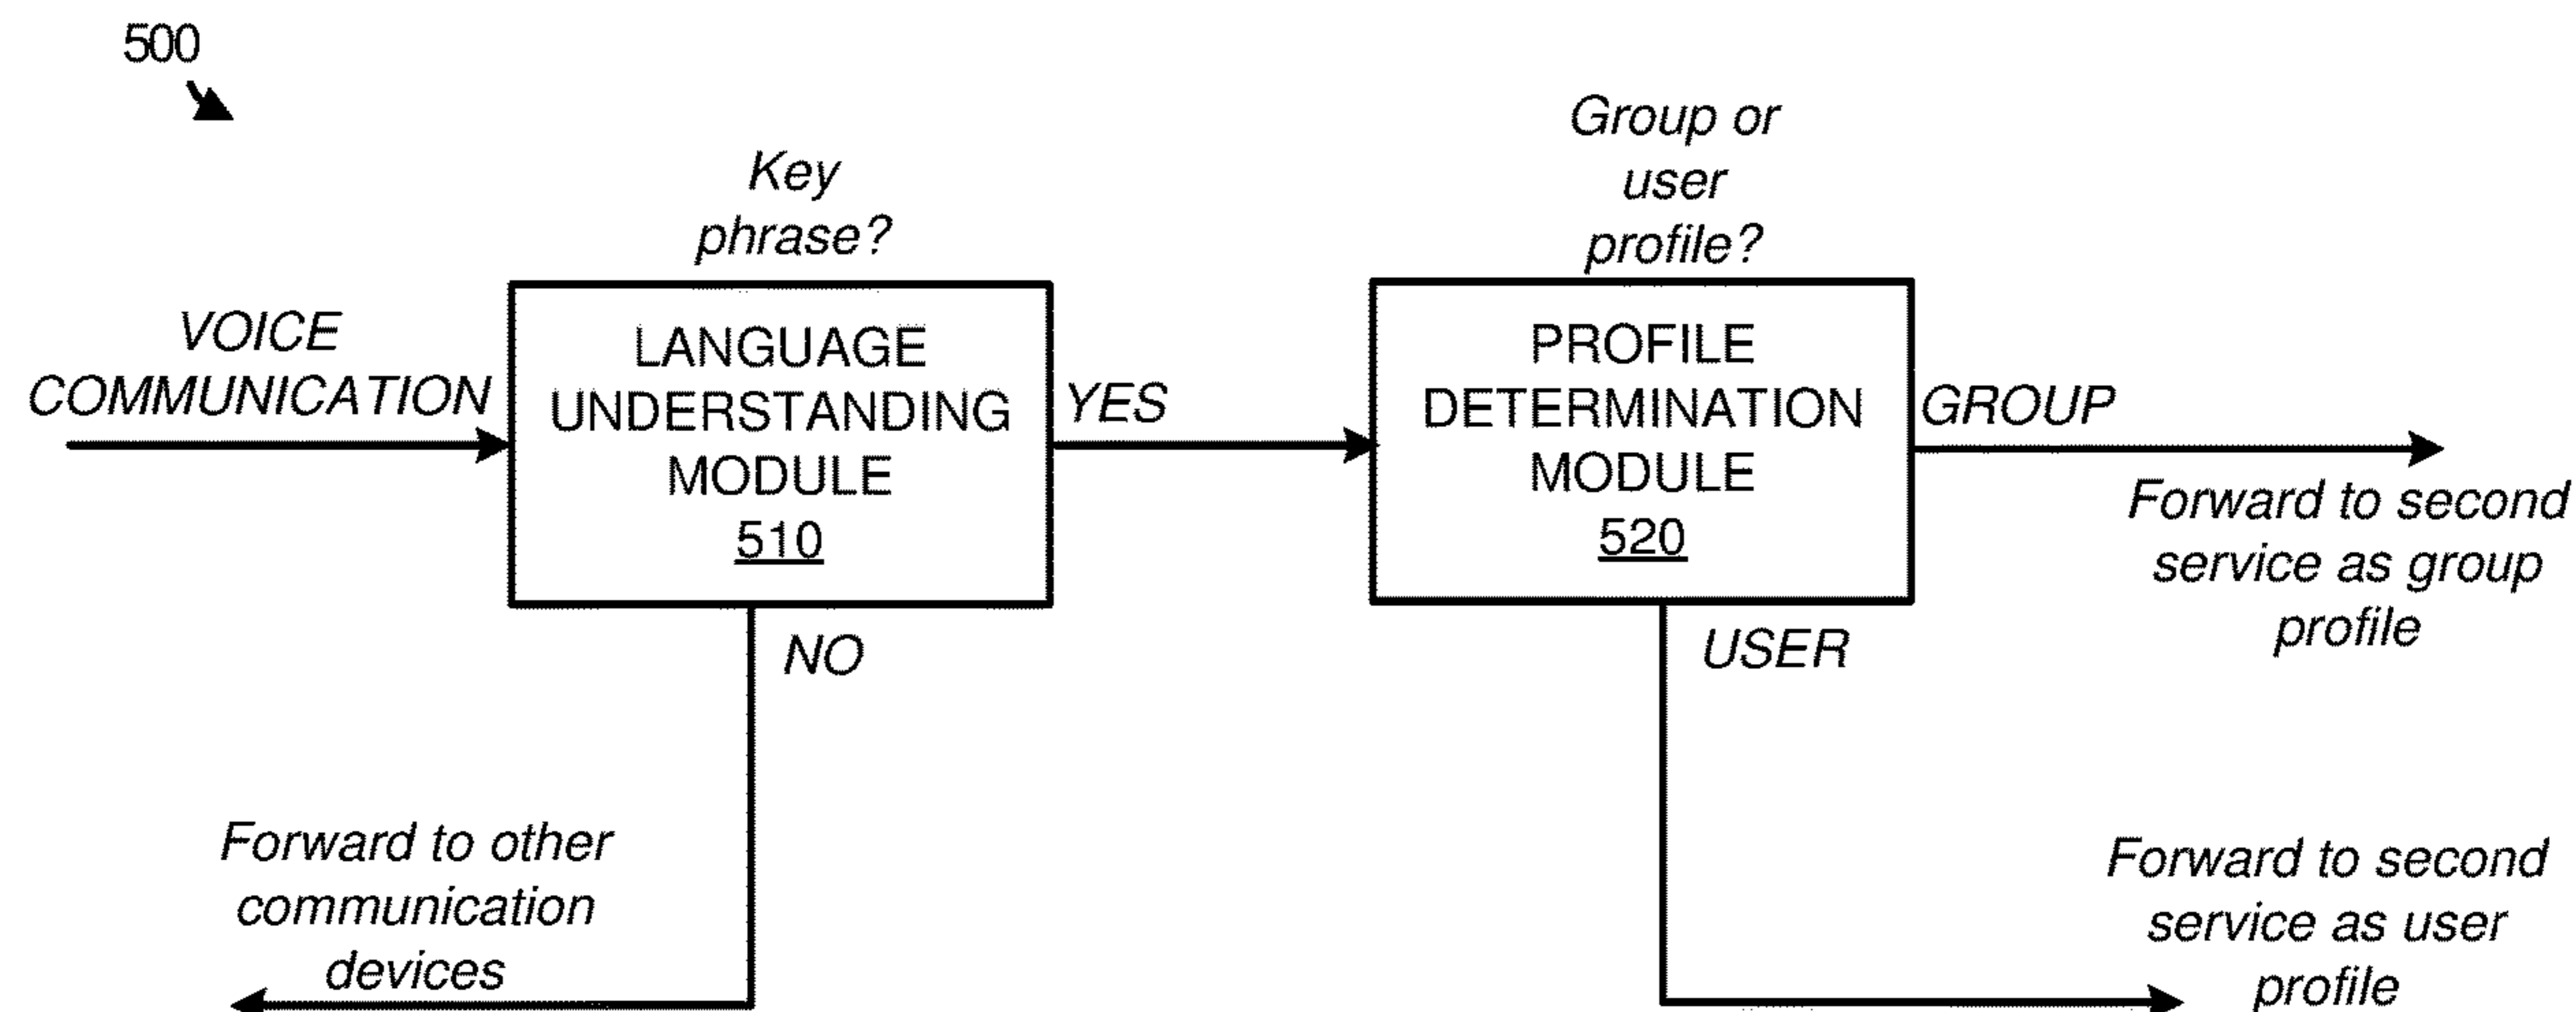 500
Key
phrase?
Group or
user
profile?
VOICE
COMMUNICATION
LANGUAGE
UNDERSTANDING
MODULE
510
YES
PROFILE
DETERMINATION
MODULE
520
GROUP
Forward to second
service as group
profile
NO
USER
Forward to other
communication
devices
Forward to second
service as user
profile